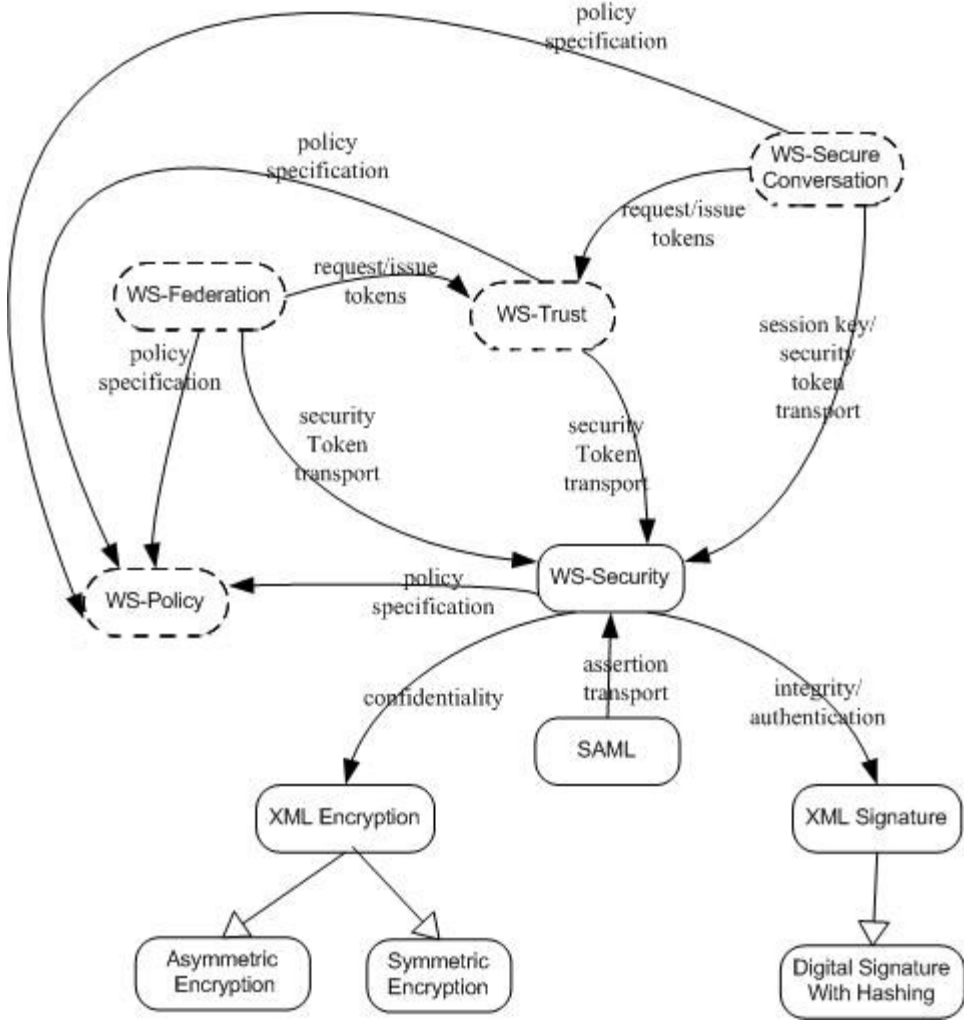 policy
specification
policy
specification
WS-Secure
Conversation
request/issue
tokens
request/issue
tokens
WS-Federation
WS-Trust
policy
specification
session key/
security
token
transport
security
Token
transport
security
Token
transport
WS-Policy
policy
specification
WS-Security
confidentiality
assertion
transport
integrity/
authentication
SAML
XML Encryption
XML Signature
Asymmetric
Encryption
Symmetric
Encryption
Digital Signature
With Hashing